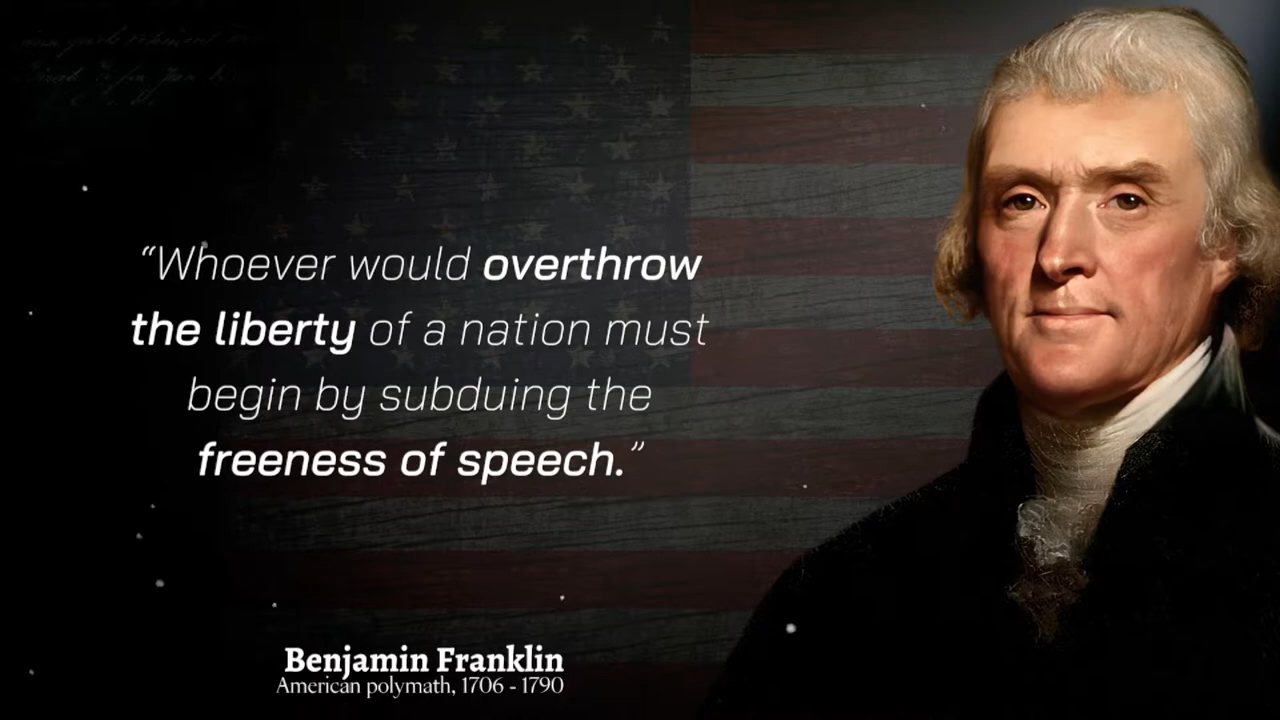 “Whoever would overthrow
the liberty of a nation must
begin by subduing the
freeness of speech.”
Benjamin Franklin
American polymath, 1706 - 1790